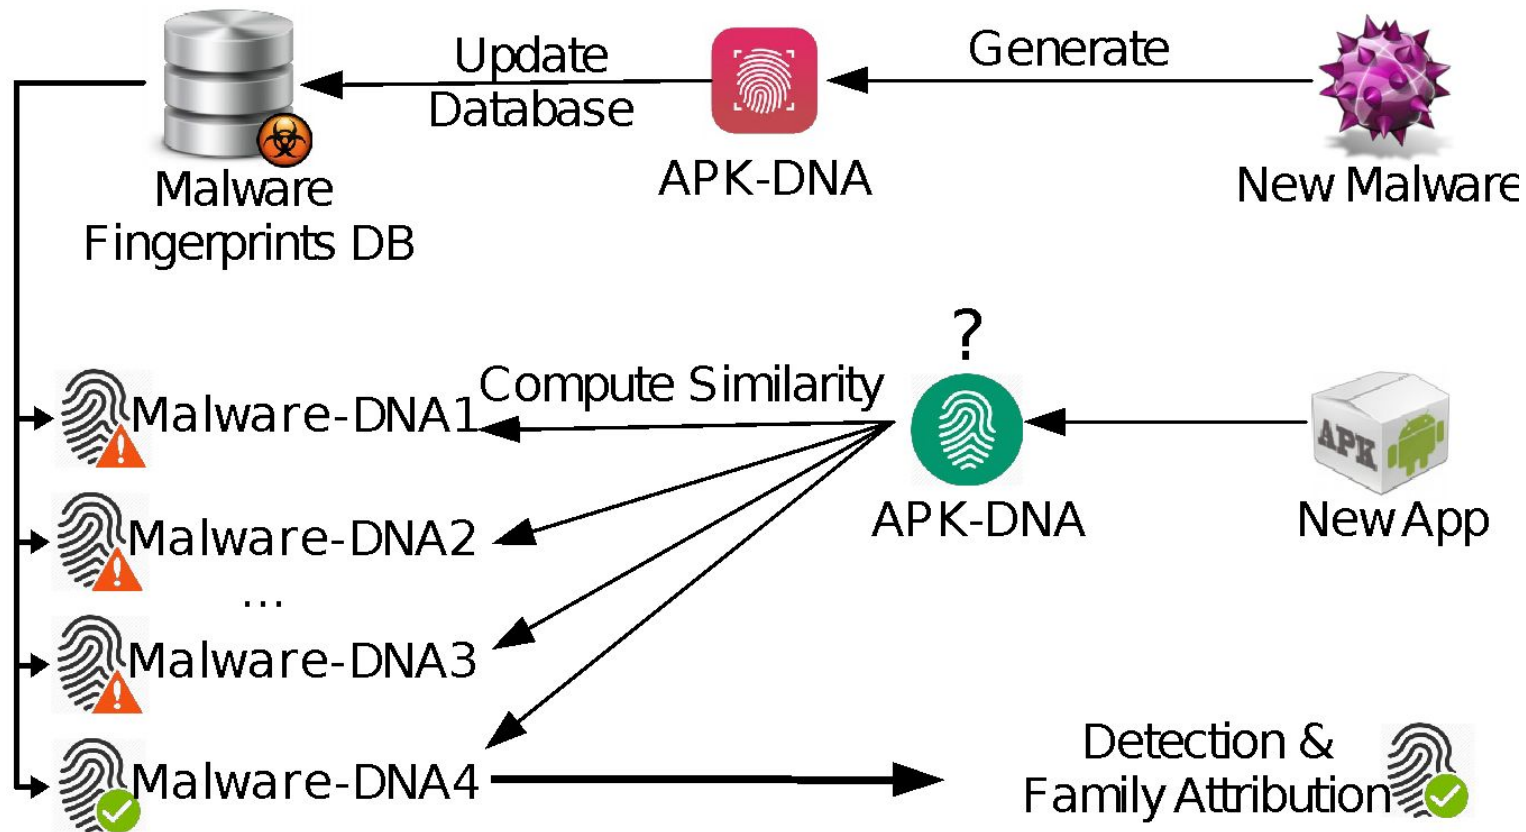 Update
Database
Generate
Malware
Fingerprints DB
APK-DNA
New Malware
?
Compute Similarity
Malware-DNA1
APK
APK-DNA
New App
Malware-DNA2
...
Malware-DNA3
Malware-DNA4
Detection &
Family Attribution